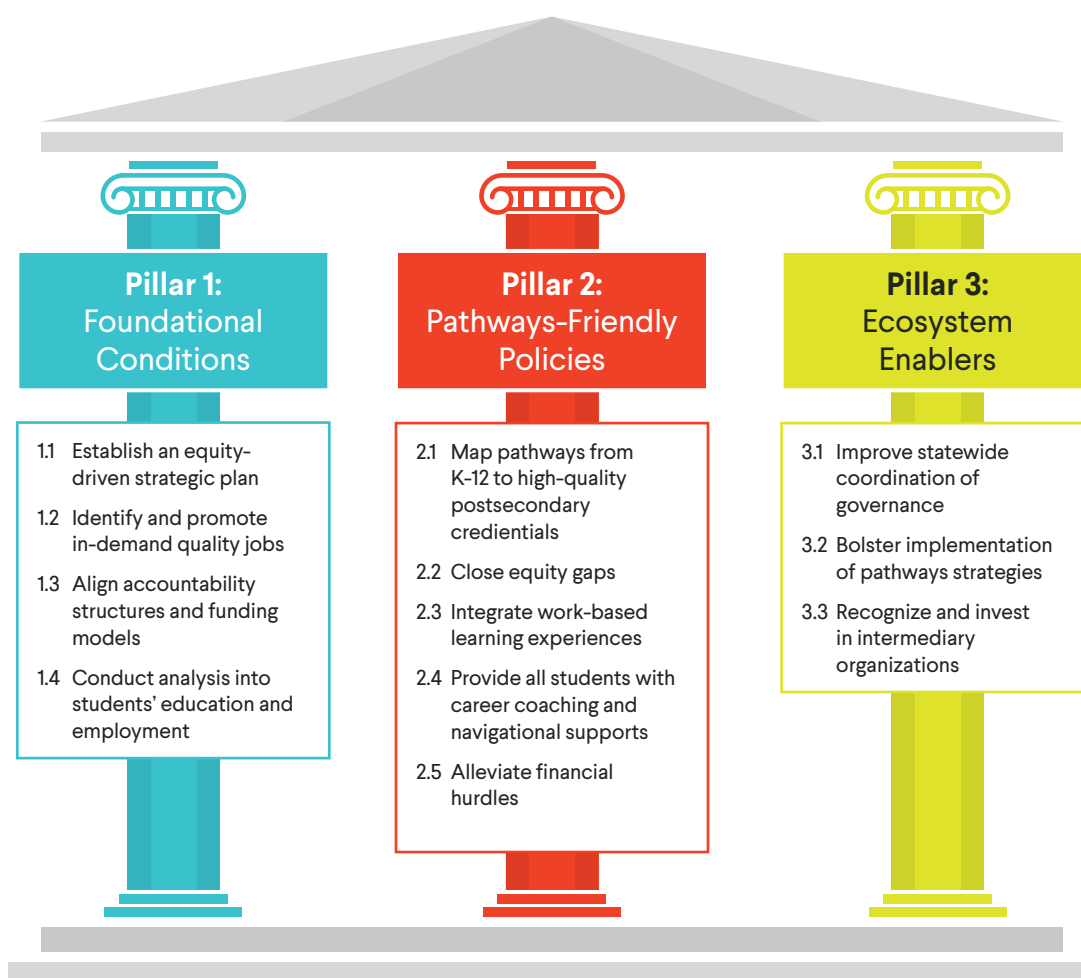 Pillar 1:
Foundational
Conditions
1.1 Establish an equity-
driven strategic plan
1.2 Identify and promote
in-demand quality jobs
1.3 Align accountability
structures and funding
models
1.4 Conduct analysis into
students’ education and
employment
Pillar 2:
Pathways-Friendly
Policies
2.1 Map pathways from
K-12 to high-quality
postsecondary
credentials
2.2 Close equity gaps
2.3 Integrate work-based
learning experiences
2.4 Provide all students with
career coaching and
navigational supports
2.5 Alleviate financial
hurdles
Pillar 3:
Ecosystem
Enablers
3.1 Improve statewide
coordination of
governance
3.2 Bolster implementation
of pathways strategies
3.3 Recognize and invest
in intermediary
organizations